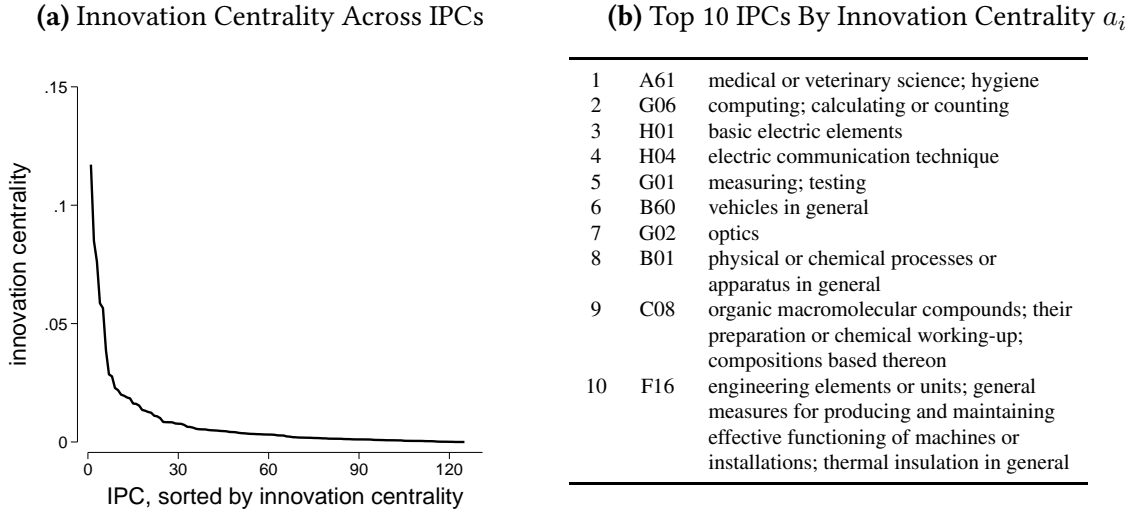 (a) Innovation Centrality Across IPCs
.15
.1
.05
0
innovation centrality
0 30 60 90 120
IPC, sorted by innovation centrality
(b) Top 10 IPCs By Innovation Centrality a_i
1 A61 medical or veterinary science; hygiene
2 G06 computing; calculating or counting
3 H01 basic electric elements
4 H04 electric communication technique
5 G01 measuring; testing
6 B60 vehicles in general
7 G02 optics
8 B01 physical or chemical processes or
apparatus in general
9 C08 organic macromolecular compounds; their
preparation or chemical working-up;
compositions based thereon
10 F16 engineering elements or units; general
measures for producing and maintaining
effective functioning of machines or
installations; thermal insulation in general